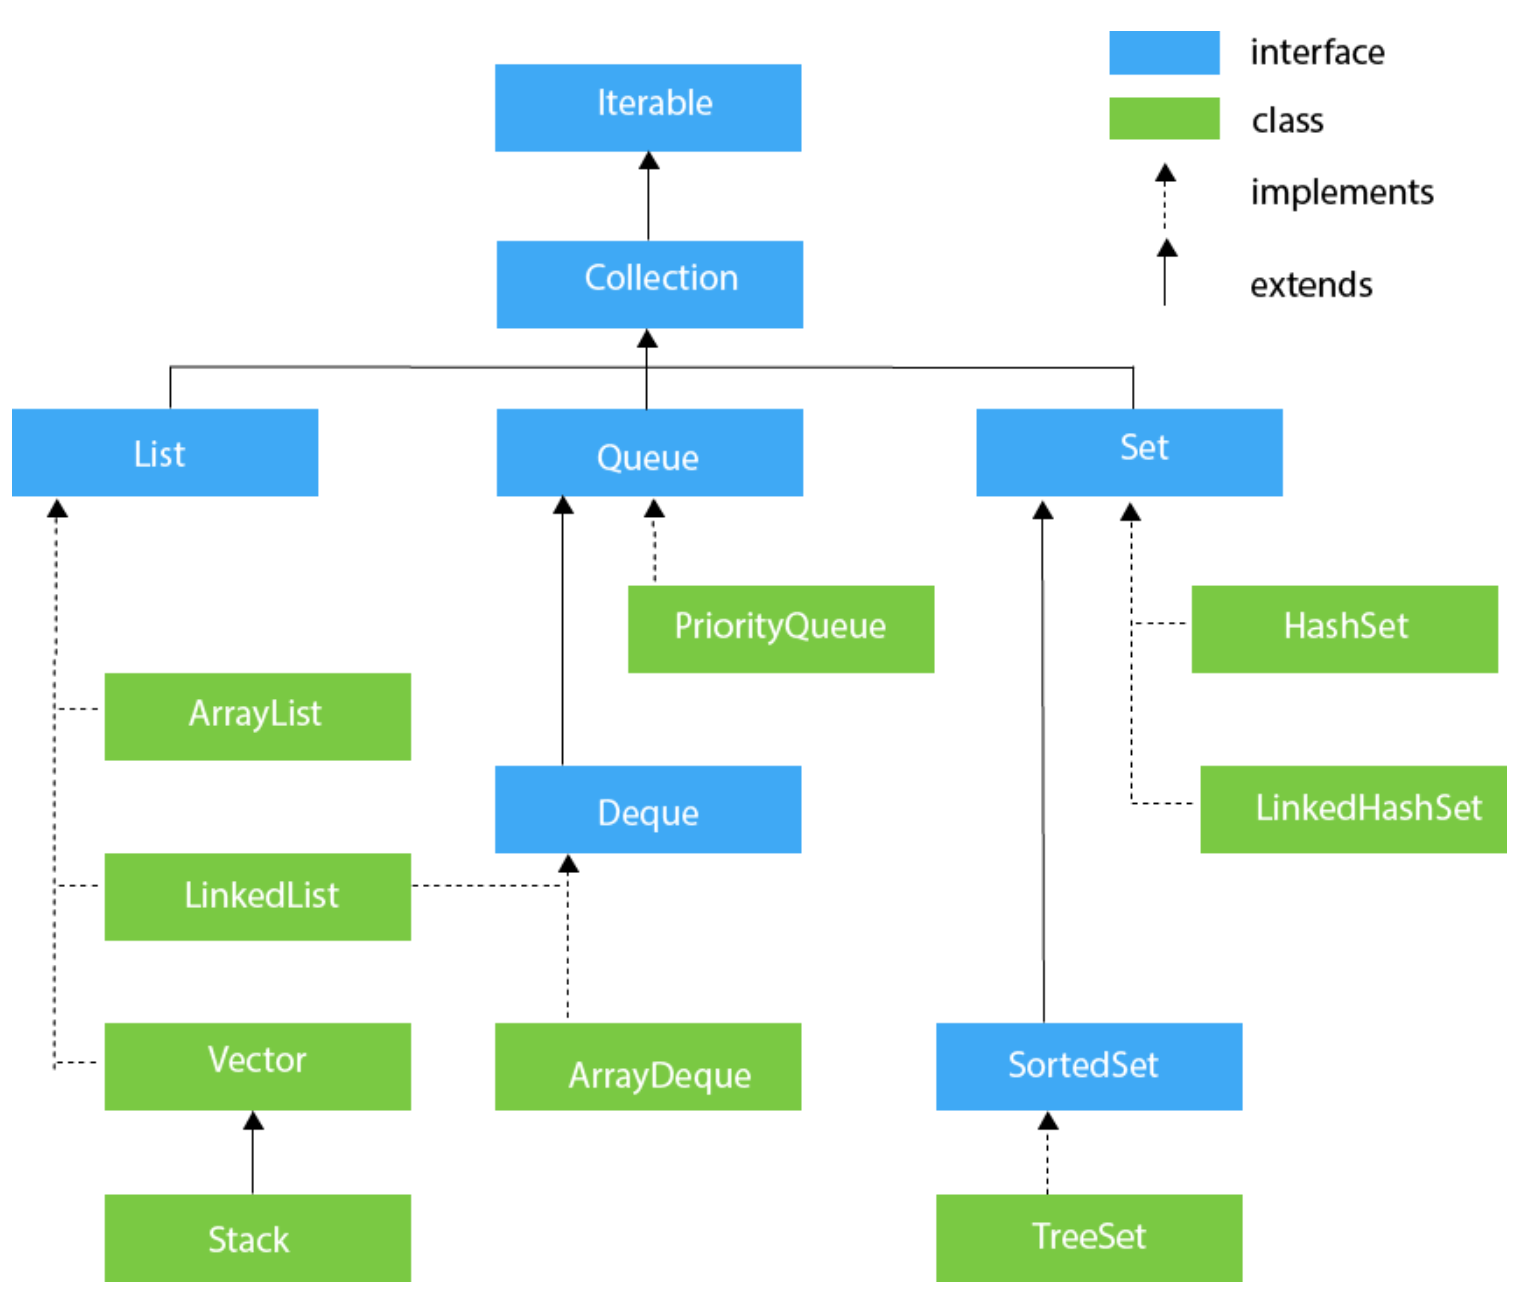 interface
class
implements
extends
Iterable
Collection
List
Queue
Set
PriorityQueue
HashSet
ArrayList
Deque
LinkedHashSet
LinkedList
Vector
ArrayDeque
SortedSet
Stack
TreeSet